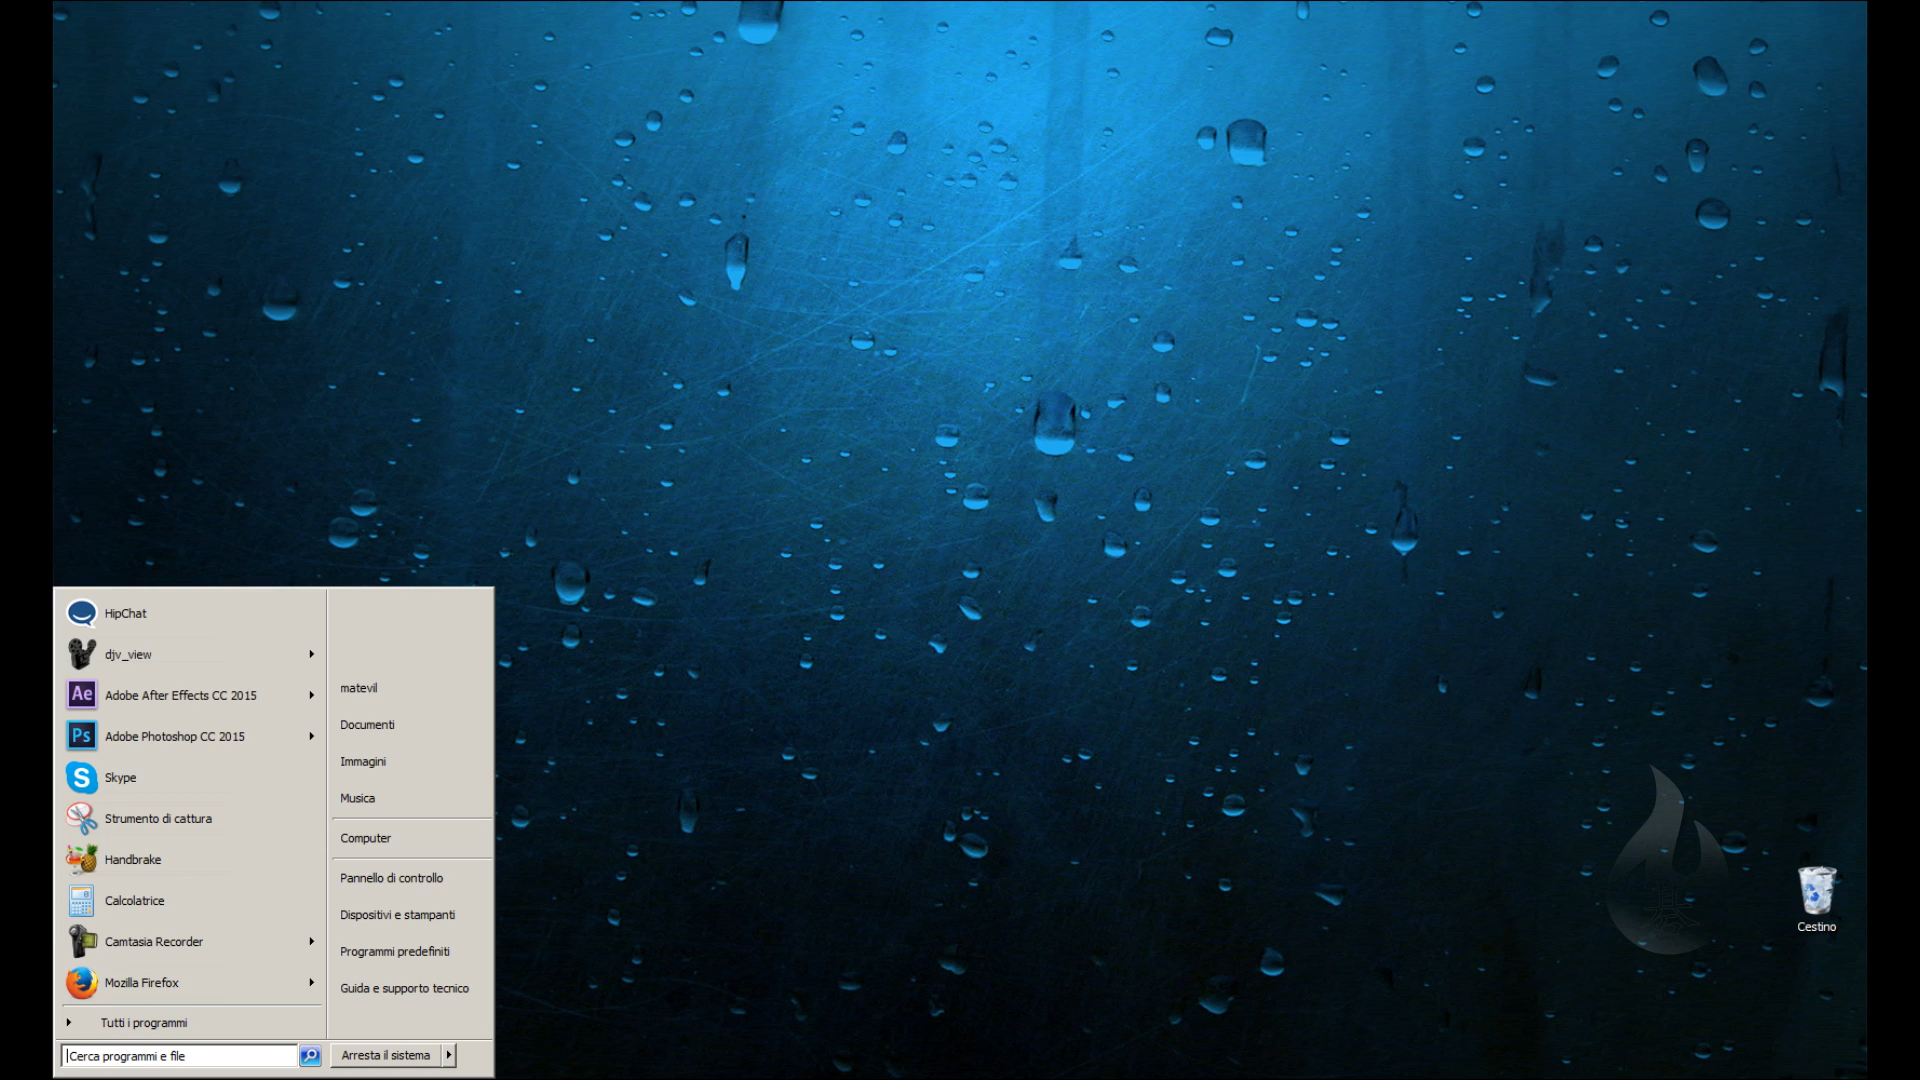 HipChat
djv_view
Ae Adobe After Effects CC 2015
Ps Adobe Photoshop CC 2015
S Skype
Strumento di cattura
Handbrake
Calcolatrice
Camtasia Recorder
Mozilla Firefox
Tutti i programmi
Cerca programmi e file
matevil
Documenti
Immagini
Musica
Computer
Pannello di controllo
Dispositivi e stampanti
Programmi predefiniti
Guida e supporto tecnico
Arresta il sistema
Cestino